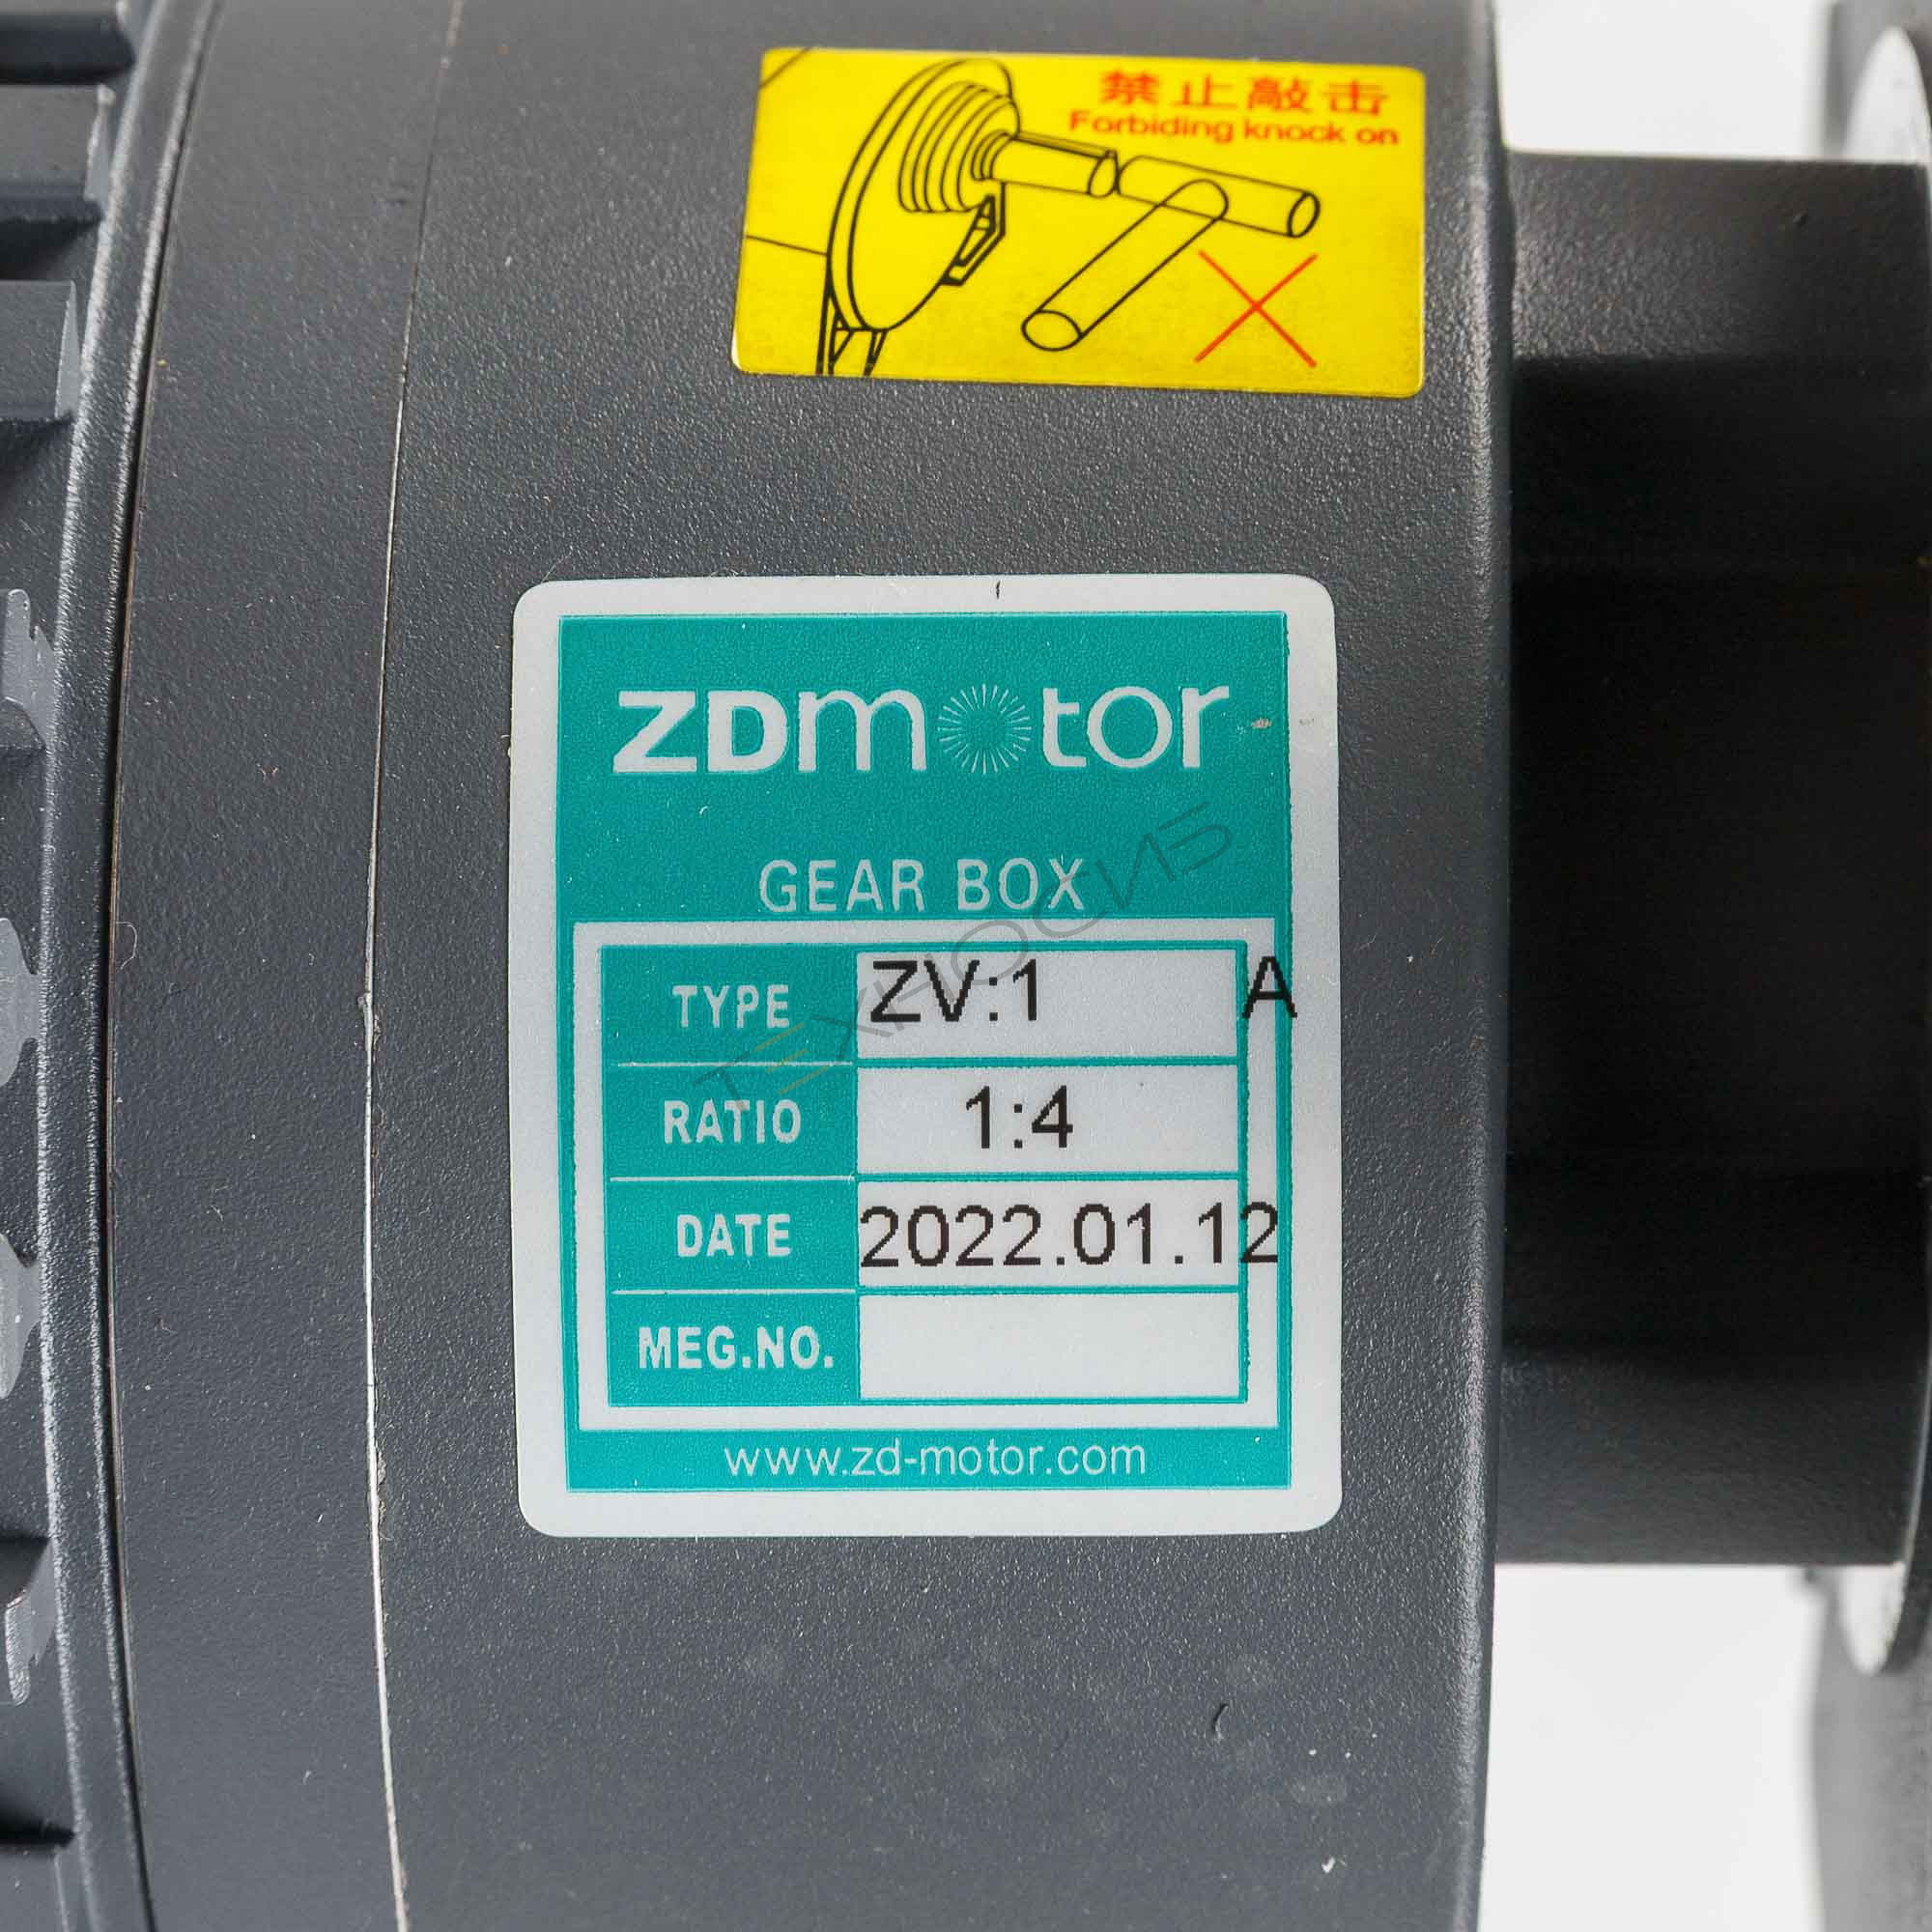 禁止敲击
Forbiding knock on
ZDmotor
GEAR BOX
TYPE ZV:1 A
RATIO 1:4
DATE 2022.01.12
MEG.NO.
www.zd-motor.com
ТЕХНОСИБ